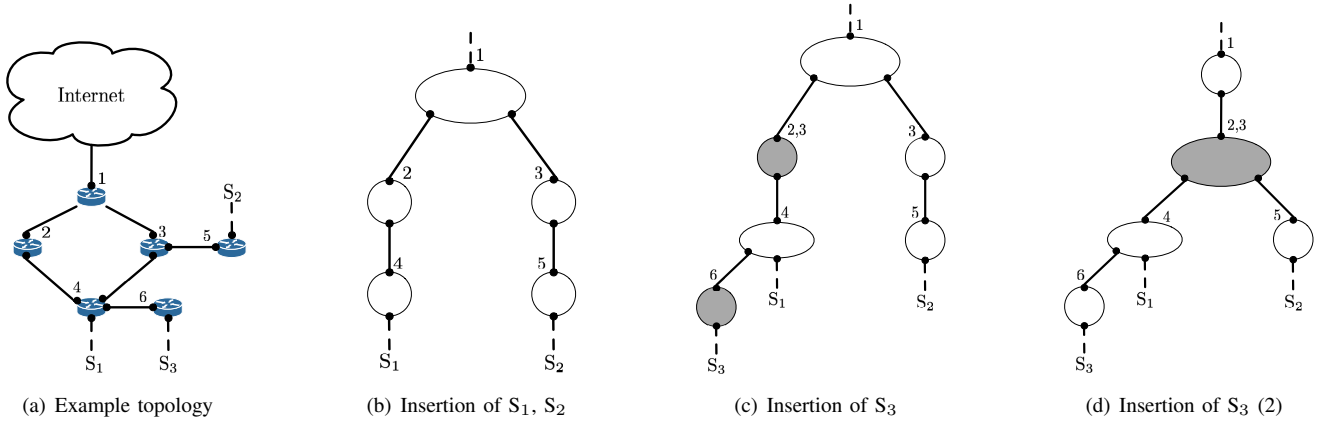 Internet
1
2
3
5
S₂
4
6
S₁
S₃
(a) Example topology
1
2
3
4
5
S₁
S₂
(b) Insertion of S₁, S₂
1
2,3
3
4
5
6
S₁
S₂
S₃
(c) Insertion of S₃
1
2,3
4
5
6
S₁
S₂
S₃
(d) Insertion of S₃ (2)